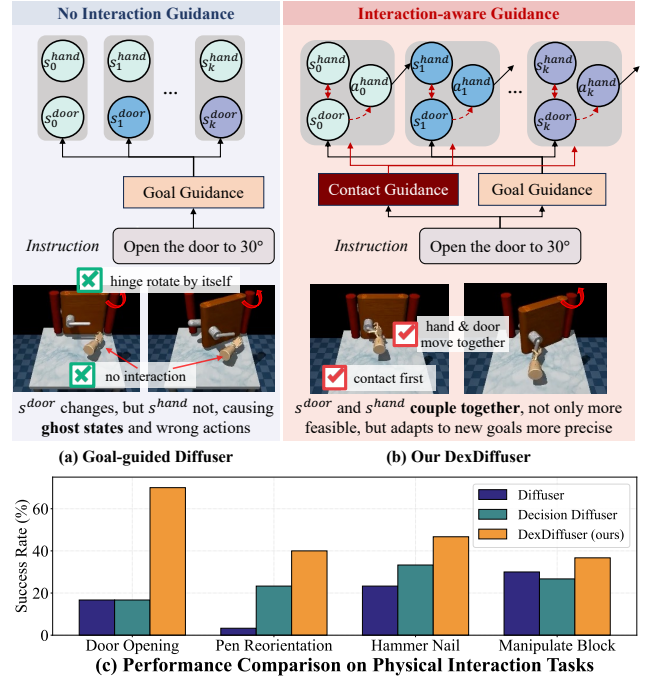 No Interaction Guidance
s_0^{hand} s_1^{hand} s_k^{hand}
...
s_0^{door} s_1^{door} s_k^{door}
Goal Guidance
Instruction
Open the door to 30°
hinge rotate by itself
no interaction
s^{door} changes, but s^{hand} not, causing
ghost states and wrong actions
(a) Goal-guided Diffuser
Interaction-aware Guidance
s_0^{hand} s_1^{hand} s_k^{hand}
a_0^{hand} a_1^{hand} ... a_k^{hand}
s_0^{door} s_1^{door} s_k^{door}
Contact Guidance
Goal Guidance
Instruction
Open the door to 30°
hand & door
move together
contact first
s^{door} and s^{hand} couple together, not only more
feasible, but adapts to new goals more precise
(b) Our DexDiffuser
Success Rate (%)
60
40
20
0
Diffuser
Decision Diffuser
DexDiffuser (ours)
Door Opening
Pen Reorientation
Hammer Nail
Manipulate Block
(c) Performance Comparison on Physical Interaction Tasks